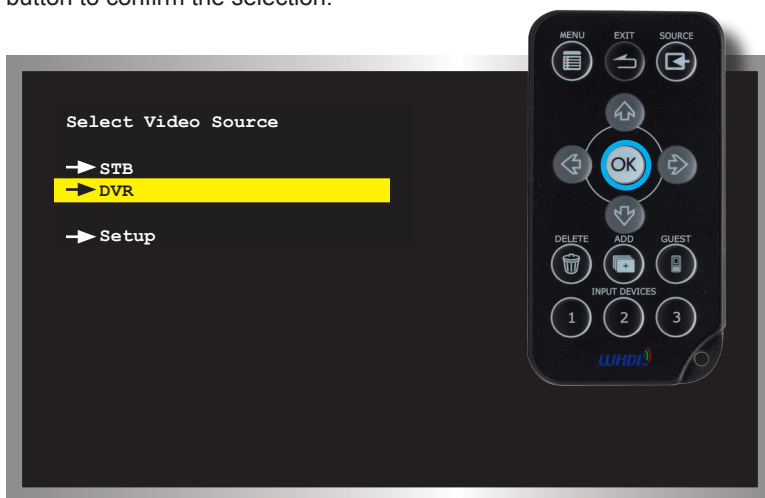 button to confirm the selection.
Select Video Source
STB
DVR
Setup
MENU EXIT SOURCE
OK
DELETE ADD GUEST
INPUT DEVICES
1 2 3
WHDI